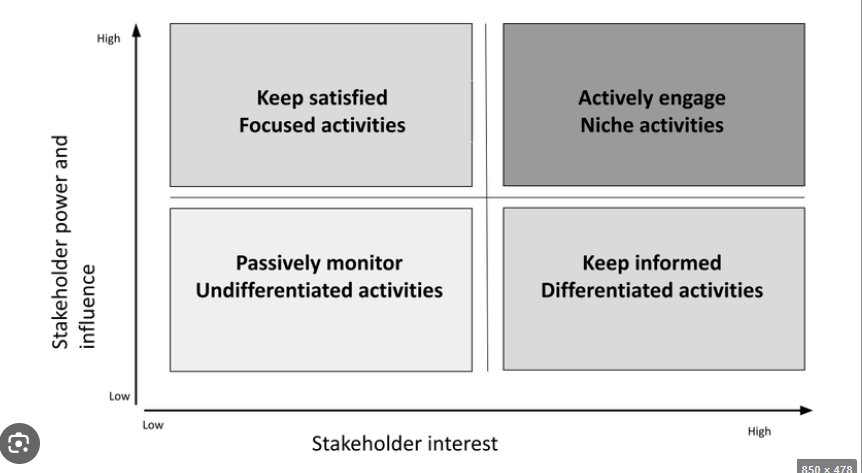 High
Keep satisfied
Focused activities
Actively engage
Niche activities
Stakeholder power and
influence
Passively monitor
Undifferentiated activities
Keep informed
Differentiated activities
Low
Low
High
Stakeholder interest
850 × 478